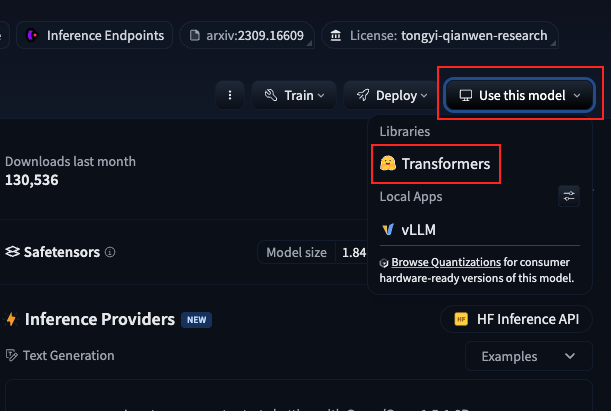 Inference Endpoints
arxiv:2309.16609
License: tongyi-qianwen-research
Train
Deploy
Use this model
Libraries
Transformers
Local Apps
vLLM
Browse Quantizations for consumer
hardware-ready versions of this model.
Downloads last month
130,536
Safetensors
Model size
1.84
Inference Providers NEW
HF HF Inference API
Text Generation
Examples